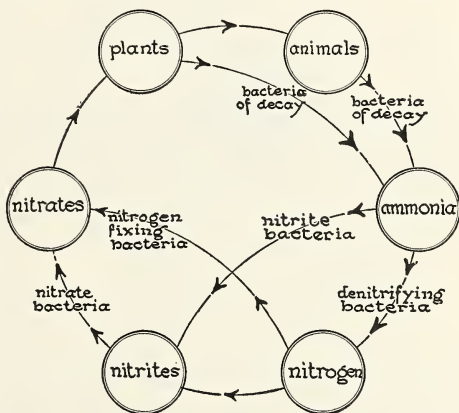 plants
animals
bacteria
of decay
bacteria
of decay
nitrates
nitrogen
fixing
bacteria
nitrite
bacteria
ammonia
nitrate
bacteria
denitrifying
bacteria
nitrites
nitrogen